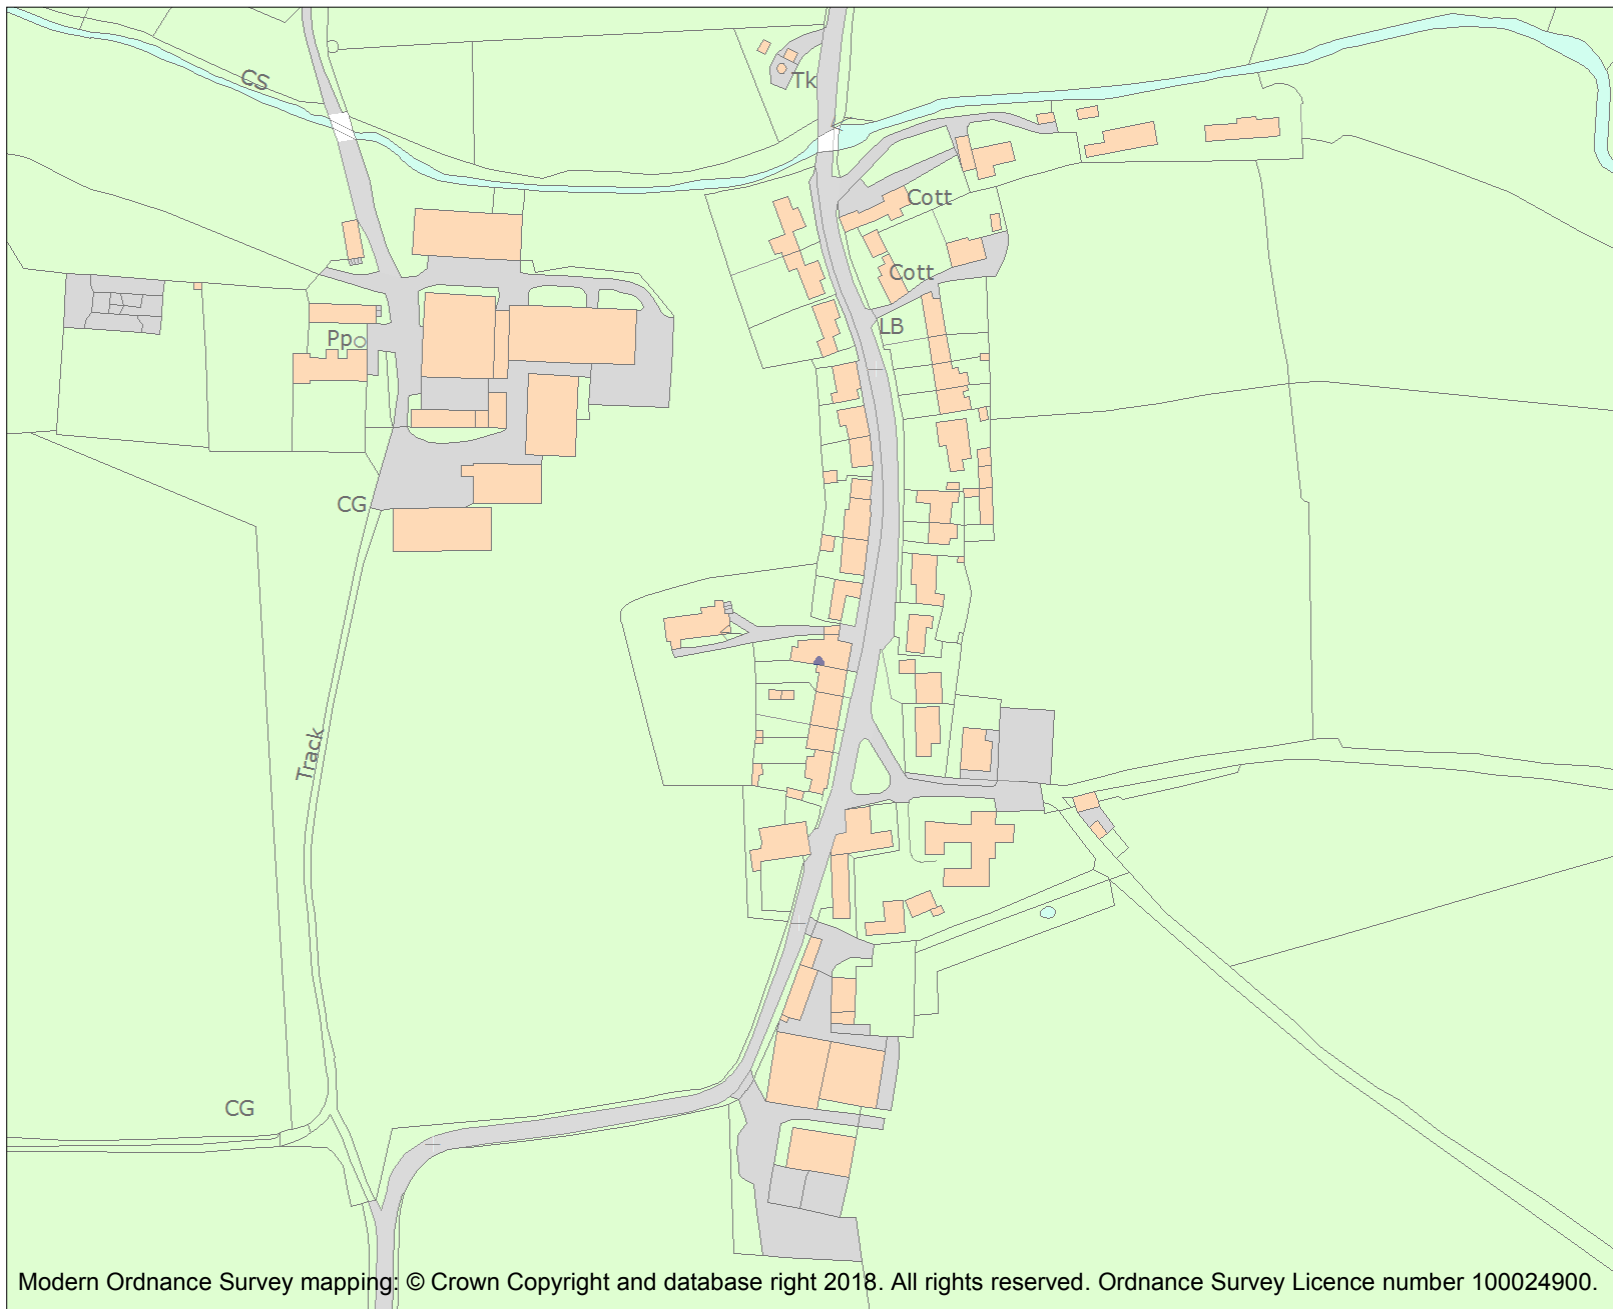 CS
Tk
Cott
Cott
LB
Pp
CG
Track
CG
Modern Ordnance Survey mapping: © Crown Copyright and database right 2018. All rights reserved. Ordnance Survey Licence number 100024900.